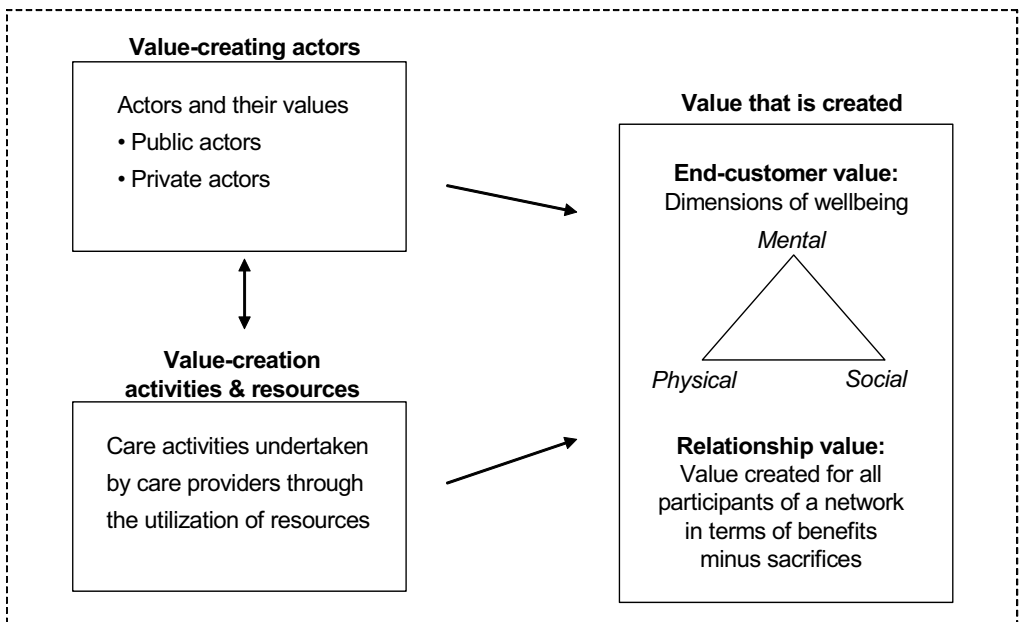 Value-creating actors
Actors and their values
• Public actors
• Private actors
Value-creation
activities & resources
Care activities undertaken
by care providers through
the utilization of resources
Value that is created
End-customer value:
Dimensions of wellbeing
Mental
Physical
Social
Relationship value:
Value created for all
participants of a network
in terms of benefits
minus sacrifices